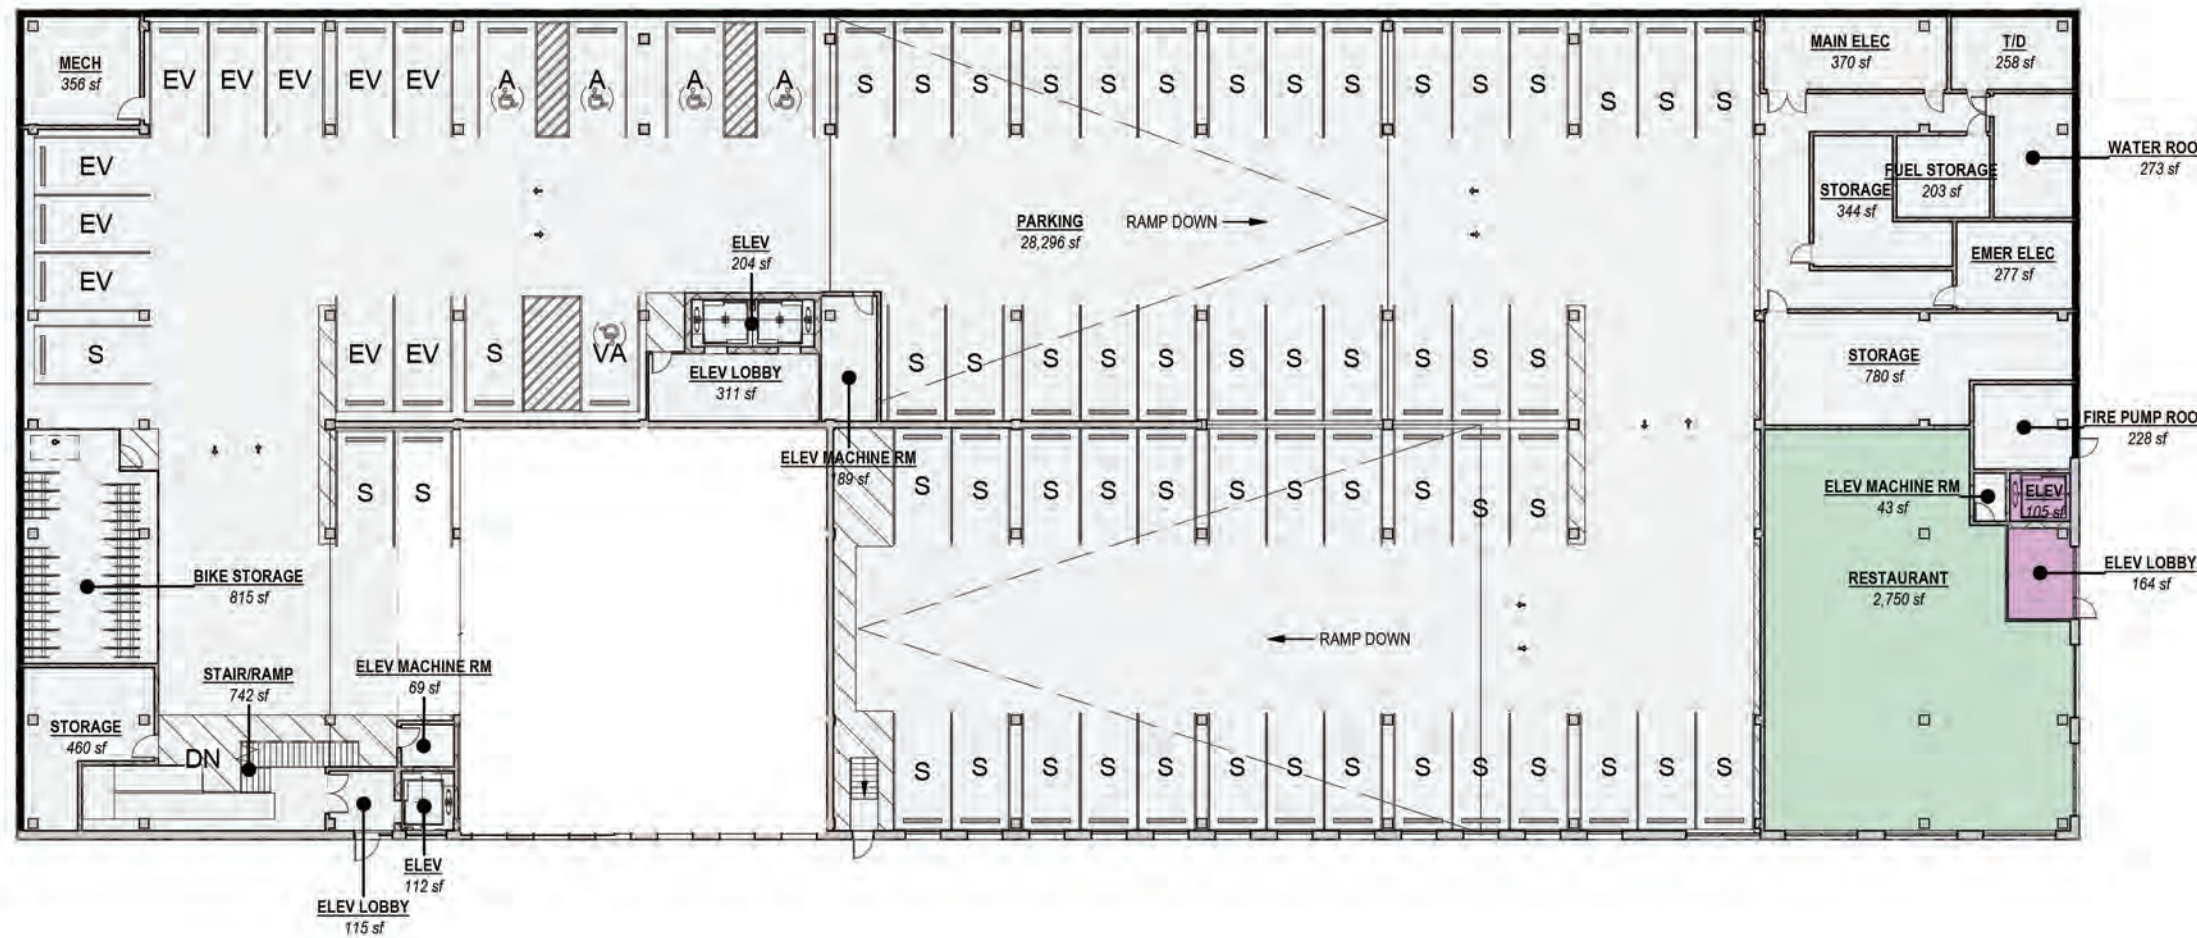 MECH
356 sf
EV EV EV EV EV A A A A S S S S S S S S S S S S S S S
MAIN ELEC
370 sf
T/D
258 sf
EV
EV
EV
S
WATER ROO
273 sf
FUEL STORAGE
203 sf
STORAGE
344 sf
EMER ELEC
277 sf
PARKING
28,296 sf
RAMP DOWN
ELEV
204 sf
EV EV S VA S S S S S S S S S S S
ELEV LOBBY
311 sf
STORAGE
780 sf
FIRE PUMP ROO
228 sf
ELEV MACHINE RM
89 sf
S S S S S S S S S S S S S
ELEV MACHINE RM
43 sf
ELEV
105 sf
ELEV LOBBY
164 sf
RESTAURANT
2,750 sf
BIKE STORAGE
815 sf
RAMP DOWN
ELEV MACHINE RM
69 sf
STAIR/RAMP
742 sf
STORAGE
460 sf
DN
S S S S S S S S S S S S S S
ELEV
112 sf
ELEV LOBBY
115 sf